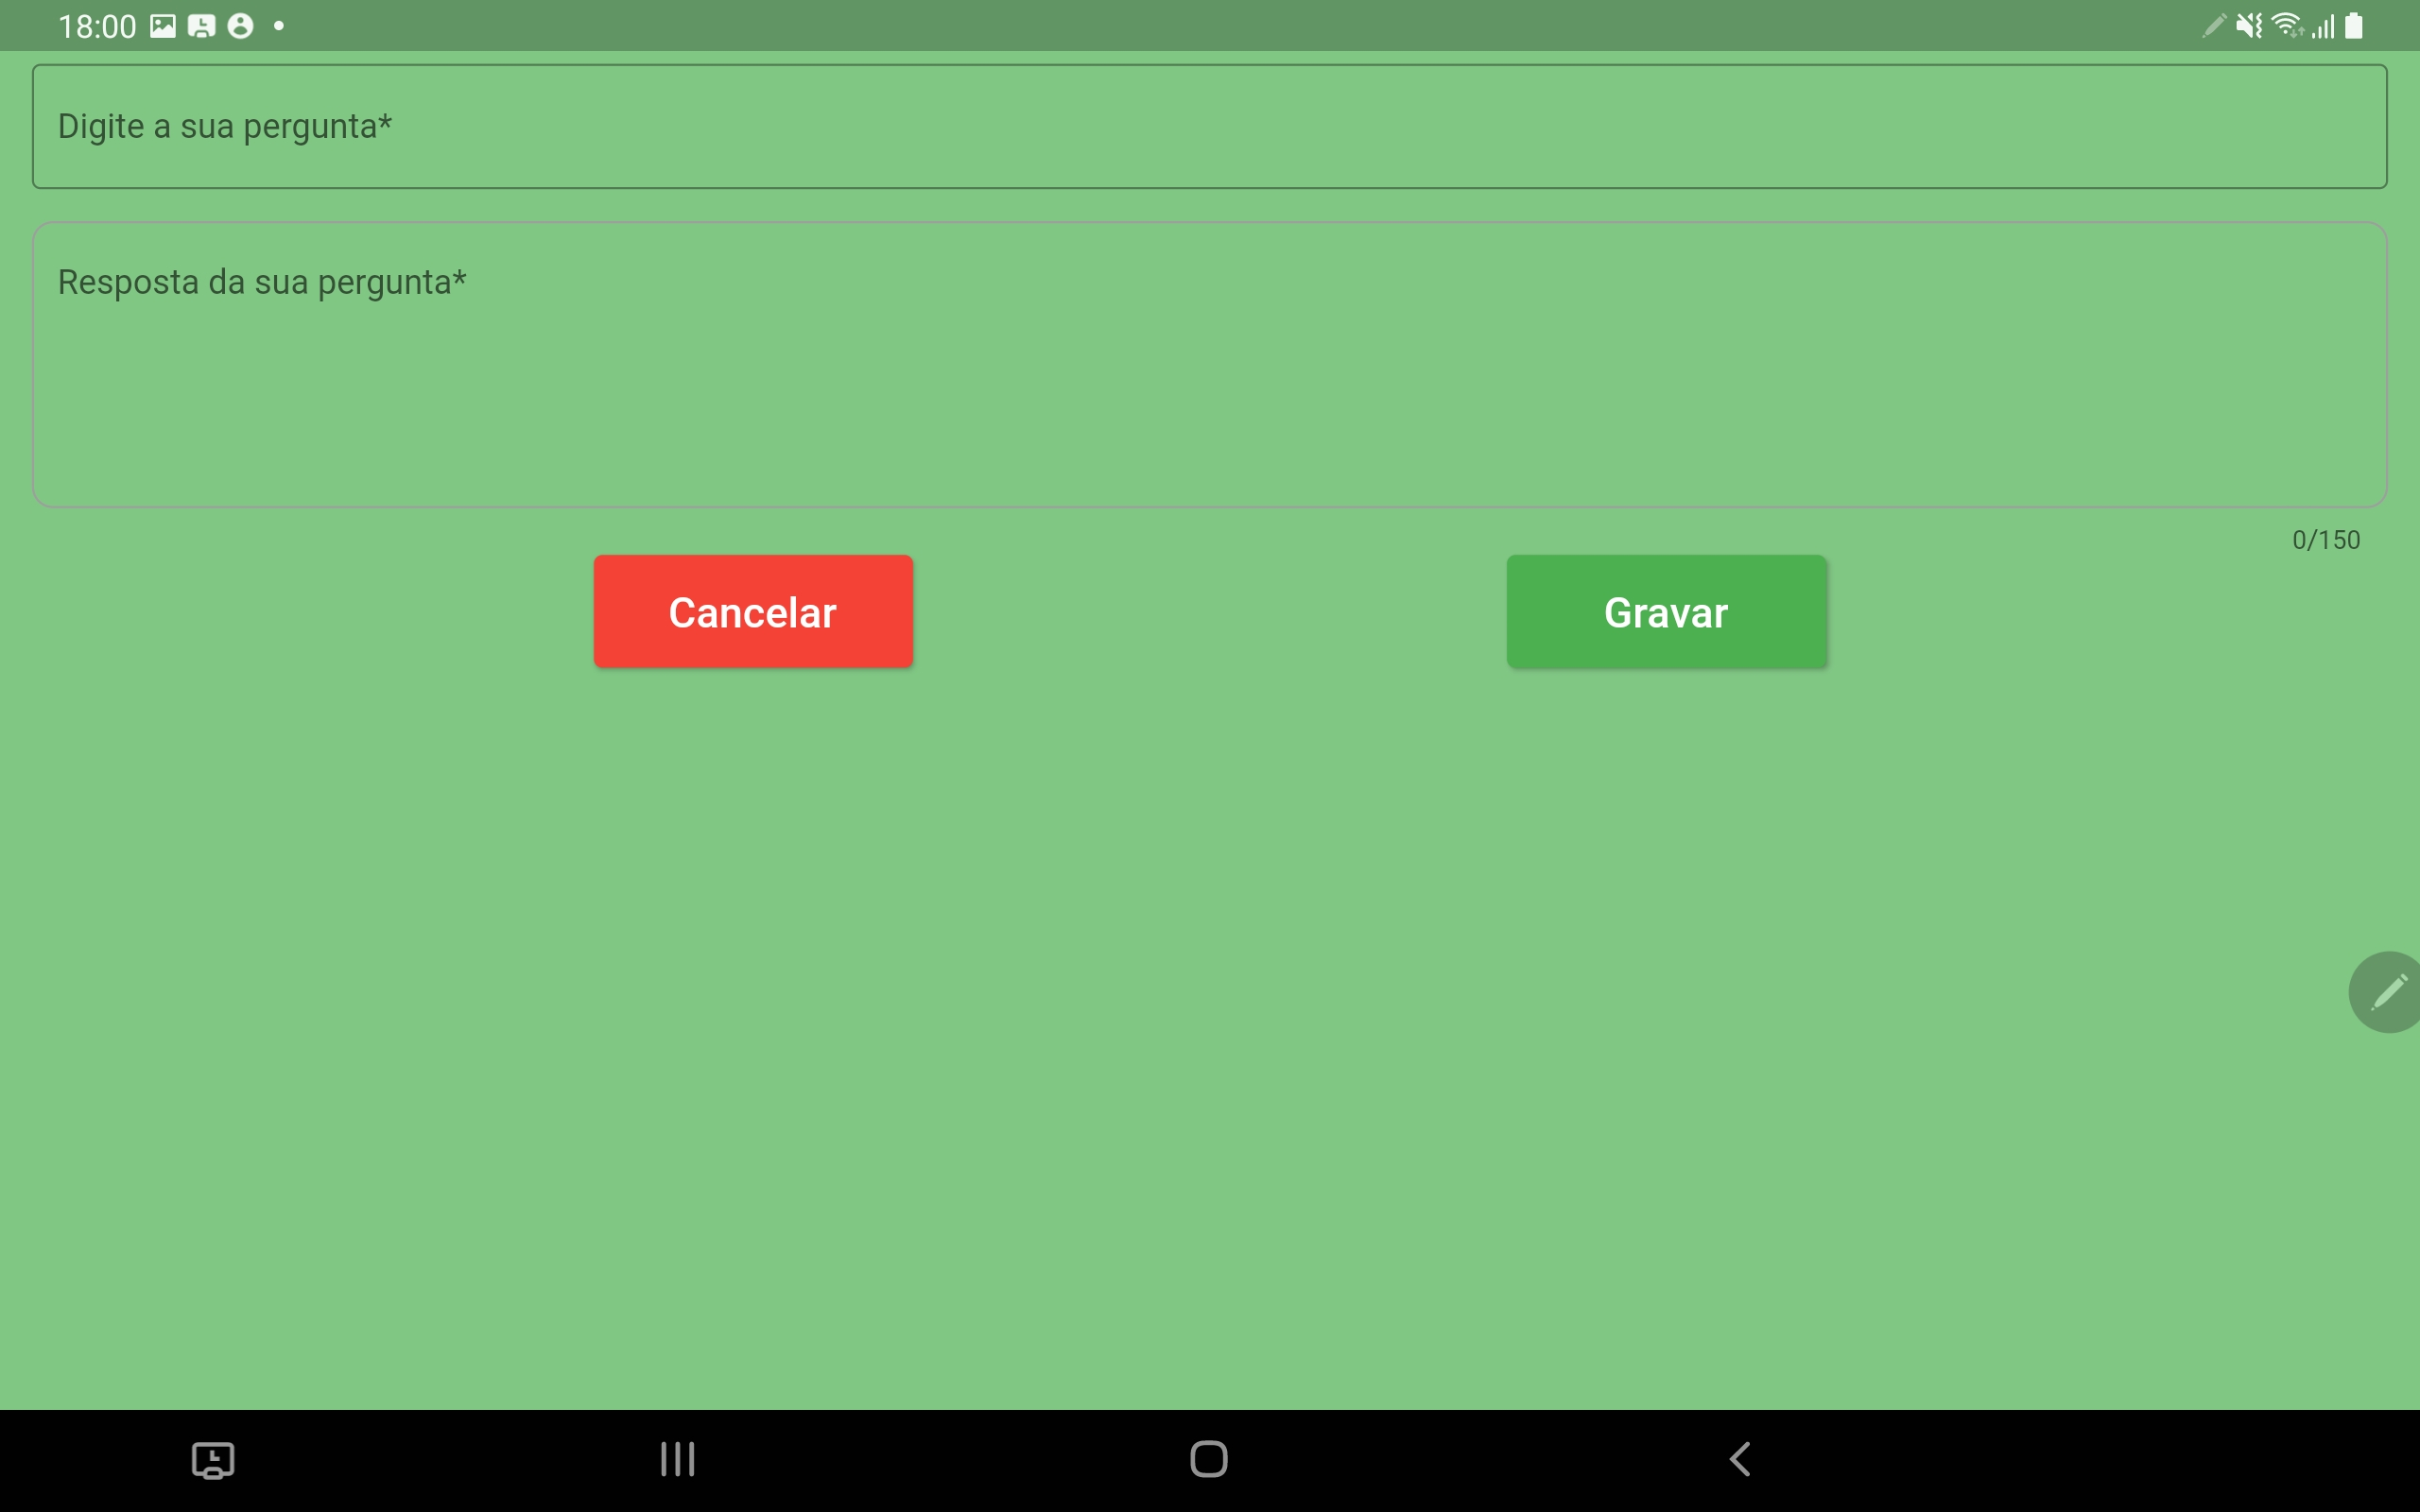 18:00
Digite a sua pergunta*
Resposta da sua pergunta*
0/150
Cancelar
Gravar